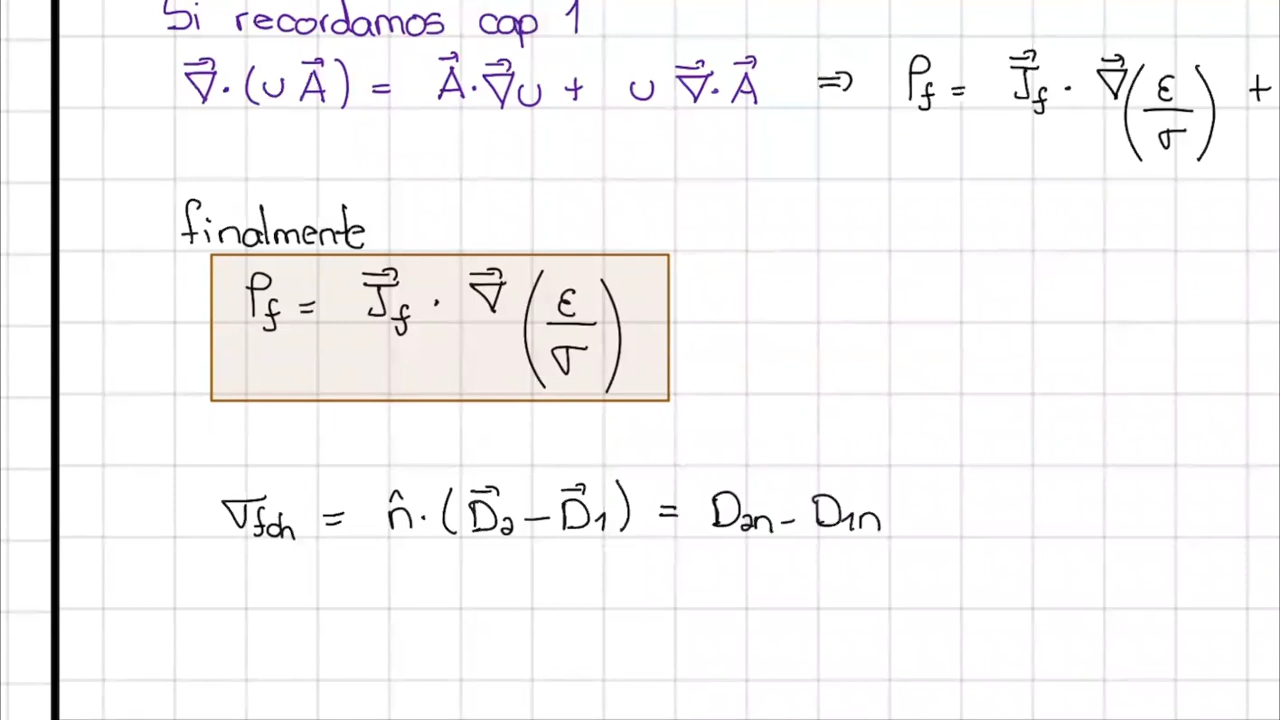 Si recordamos cap 1
∇⃗·(u A⃗) = A⃗·∇⃗u + u ∇⃗·A⃗ ⇒ ρf = J⃗f · ∇⃗(ε/σ) +
finalmente
ρf = J⃗f · ∇⃗(ε/σ)
σfch = n̂·(D⃗2 − D⃗1) = D2n − D1n